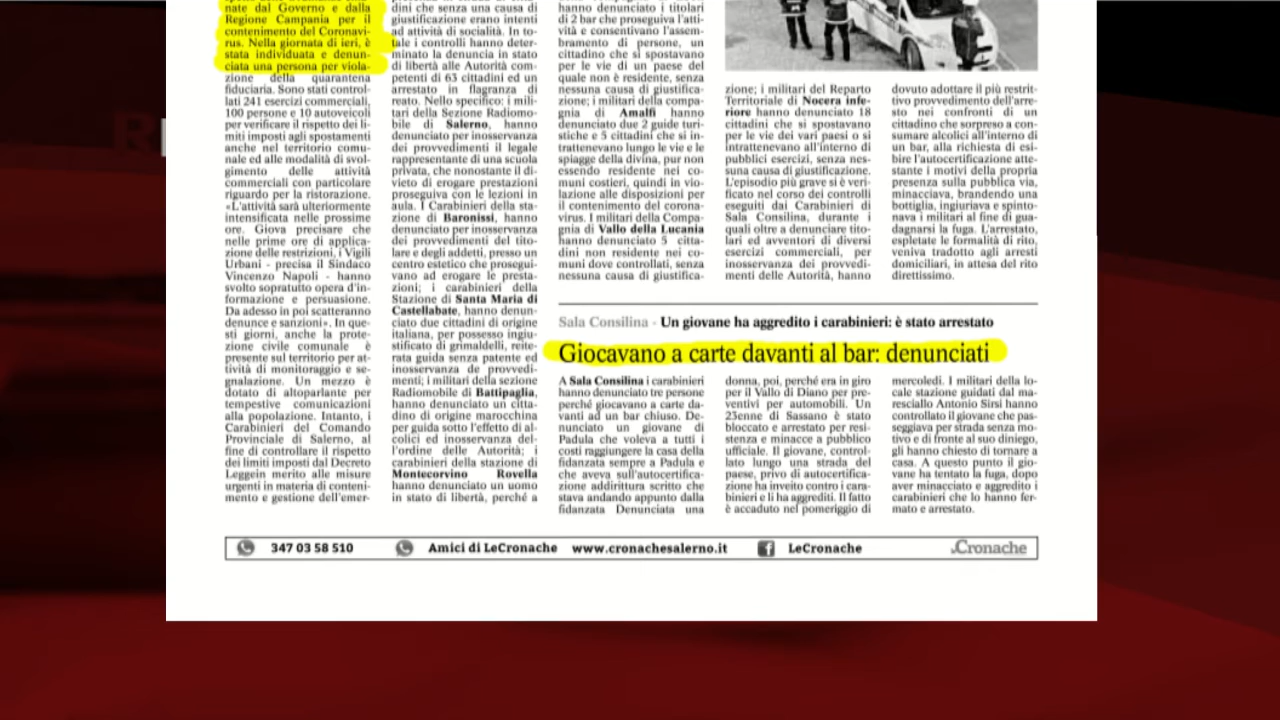 nate dal Governo e dalla
Regione Campania per il
contenimento del Coronavi-
rus. Nella giornata di ieri, è
stata individuata e denun-
ciata una persona per viola-
zione della quarantena
fiduciaria. Sono stati control-
lati 241 esercizi commerciali,
100 persone e 10 autoveicoli
per verificare il rispetto dei li-
miti imposti agli spostamenti
anche nel territorio comu-
nale ed alle modalità di svol-
gimento delle attività
commerciali con particolare
riguardo per la ristorazione.
«L'attività sarà ulteriormente
intensificata nelle prossime
ore. Giova precisare che
nelle prime ore di applica-
zione delle restrizioni, i Vigili
Urbani - precisa il Sindaco
Vincenzo Napoli - hanno
svolto sopratutto opera d'in-
formazione e persuasione.
Da adesso in poi scatteranno
denunce e sanzioni». In que-
sti giorni, anche la prote-
zione civile comunale è
presente sul territorio per at-
tività di monitoraggio e se-
gnalazione. Un mezzo è
dotato di altoparlante per
tempestive comunicazioni
alla popolazione. Intanto, i
Carabinieri del Comando
Provinciale di Salerno, al
fine di controllare il rispetto
dei limiti imposti dal Decreto
Leggein merito alle misure
urgenti in materia di conteni-
mento e gestione dell'emer-
dini che senza una causa di
giustificazione erano intenti
ad attività di socialità. In to-
tale i controlli hanno deter-
minato la denuncia in stato
di libertà alle Autorità com-
petenti di 63 cittadini ed un
arrestato in flagranza di
reato. Nello specifico: i mili-
tari della Sezione Radiomo-
bile di Salerno, hanno
denunciato per inosservanza
dei provvedimenti il legale
rappresentante di una scuola
privata, che nonostante il di-
vieto di erogare prestazioni
proseguiva con le lezioni in
aula. I Carabinieri della sta-
zione di Baronissi, hanno
denunciato per inosservanza
dei provvedimenti del tito-
lare e degli addetti, presso un
centro estetico che prosegui-
vano ad erogare le presta-
zioni; i carabinieri della
Stazione di Santa Maria di
Castellabate, hanno denun-
ciato due cittadini di origine
italiana, per possesso ingiu-
stificato di grimaldelli, reite-
rata guida senza patente ed
inosservanza de provvedi-
menti; i militari della sezione
Radiomobile di Battipaglia,
hanno denunciato un citta-
dino di origine marocchina
per guida sotto l'effetto di al-
colici ed inosservanza del-
l'ordine delle Autorità; i
carabinieri della stazione di
Montecorvino Rovella
hanno denunciato un uomo
in stato di libertà, perché a
hanno denunciato i titolari
di 2 bar che proseguiva l'atti-
vità e consentivano l'assem-
bramento di persone, un
cittadino che si spostavano
per le vie di un paese del
quale non è residente, senza
nessuna causa di giustifica-
zione; i militari della compa-
gnia di Amalfi hanno
denunciato due 2 guide turi-
stiche e 5 cittadini che si in-
trattenevano lungo le vie e le
spiagge della divina, pur non
essendo residente nei co-
muni costieri, quindi in vio-
lazione alle disposizioni per
il contenimento del corona-
virus. I militari della Compa-
gnia di Vallo della Lucania
hanno denunciato 5 citta-
dini non residente nei co-
muni dove controllati, senza
nessuna causa di giustifica-
zione; i militari del Reparto
Territoriale di Nocera infe-
riore hanno denunciato 18
cittadini che si spostavano
per le vie dei vari paesi o si
intrattenevano all'interno di
pubblici esercizi, senza nes-
suna causa di giustificazione.
L'episodio più grave si è veri-
ficato nel corso dei controlli
eseguiti dai Carabinieri di
Sala Consilina, durante i
quali oltre a denunciare tito-
lari ed avventori di diversi
esercizi commerciali, per
inosservanza dei provvedi-
menti delle Autorità, hanno
dovuto adottare il più restrit-
tivo provvedimento dell'arre-
sto nei confronti di un
cittadino che sorpreso a con-
sumare alcolici all'interno di
un bar, alla richiesta di esi-
bire l'autocertificazione atte-
stante i motivi della propria
presenza sulla pubblica via,
minacciava, brandendo una
bottiglia, ingiuriava e spinto-
nava i militari al fine di gua-
dagnarsi la fuga. L'arrestato,
espletate le formalità di rito,
veniva tradotto agli arresti
domiciliari, in attesa del rito
direttissimo.
Sala Consilina - Un giovane ha aggredito i carabinieri: è stato arrestato
Giocavano a carte davanti al bar: denunciati
A Sala Consilina i carabinieri
hanno denunciato tre persone
perché giocavano a carte da-
vanti ad un bar chiuso. De-
nunciato un giovane di
Padula che voleva a tutti i
costi raggiungere la casa della
fidanzata sempre a Padula e
che aveva sull'autocertifica-
zione addirittura scritto che
stava andando appunto dalla
fidanzata Denunciata una
donna, poi, perché era in giro
per il Vallo di Diano per pre-
ventivi per automobili. Un
23enne di Sassano è stato
bloccato e arrestato per resi-
stenza e minacce a pubblico
ufficiale. Il giovane, control-
lato lungo una strada del
paese, privo di autocertifica-
zione ha inveito contro i cara-
binieri e li ha aggrediti. Il fatto
è accaduto nel pomeriggio di
mercoledì. I militari della lo-
cale stazione guidati dal ma-
resciallo Antonio Sirsi hanno
controllato il giovane che pas-
seggiava per strada senza mo-
tivo e di fronte al suo diniego,
gli hanno chiesto di tornare a
casa. A questo punto il gio-
vane ha tentato la fuga, dopo
aver minacciato e aggredito i
carabinieri che lo hanno fer-
mato e arrestato.
347 03 58 510 Amici di LeCronache www.cronachesalerno.it LeCronache Cronache